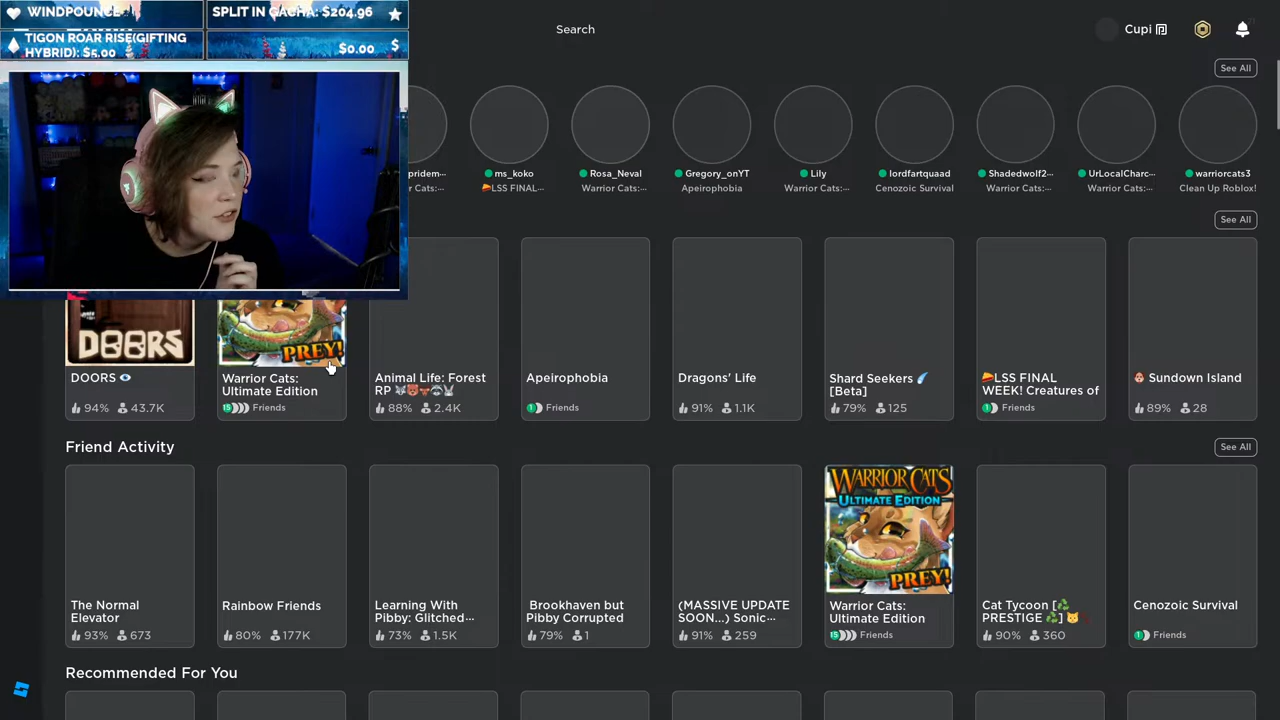 WINDPOUNCE
SPLIT IN GACHA: $204.96
TIGON ROAR RISE(GIFTING
HYBRID): $5.00
$0.00 $
Search
Cupi
See All
pridem...
ms_koko
Rosa_Neval
Gregory_onYT
Lily
lordfartquaad
Shadedwolf2...
UrLocalCharc...
warriorcats3
r Cats:...
LSS FINAL...
Warrior Cats:...
Apeirophobia
Warrior Cats:...
Cenozoic Survival
Warrior Cats:...
Warrior Cats:...
Clean Up Roblox!
See All
DOORS
PREY!
DOORS
94% 43.7K
Warrior Cats:
Ultimate Edition
15 Friends
Animal Life: Forest
RP
88% 2.4K
Apeirophobia
1 Friends
Dragons' Life
91% 1.1K
Shard Seekers
[Beta]
79% 125
LSS FINAL
WEEK! Creatures of
1 Friends
Sundown Island
89% 28
Friend Activity
See All
The Normal
Elevator
93% 673
Rainbow Friends
80% 177K
Learning With
Pibby: Glitched...
73% 1.5K
Brookhaven but
Pibby Corrupted
79% 1
(MASSIVE UPDATE
SOON...) Sonic...
91% 259
WARRIOR CATS
ULTIMATE EDITION
PREY!
Warrior Cats:
Ultimate Edition
15 Friends
Cat Tycoon [
PRESTIGE ]
90% 360
Cenozoic Survival
1 Friends
Recommended For You